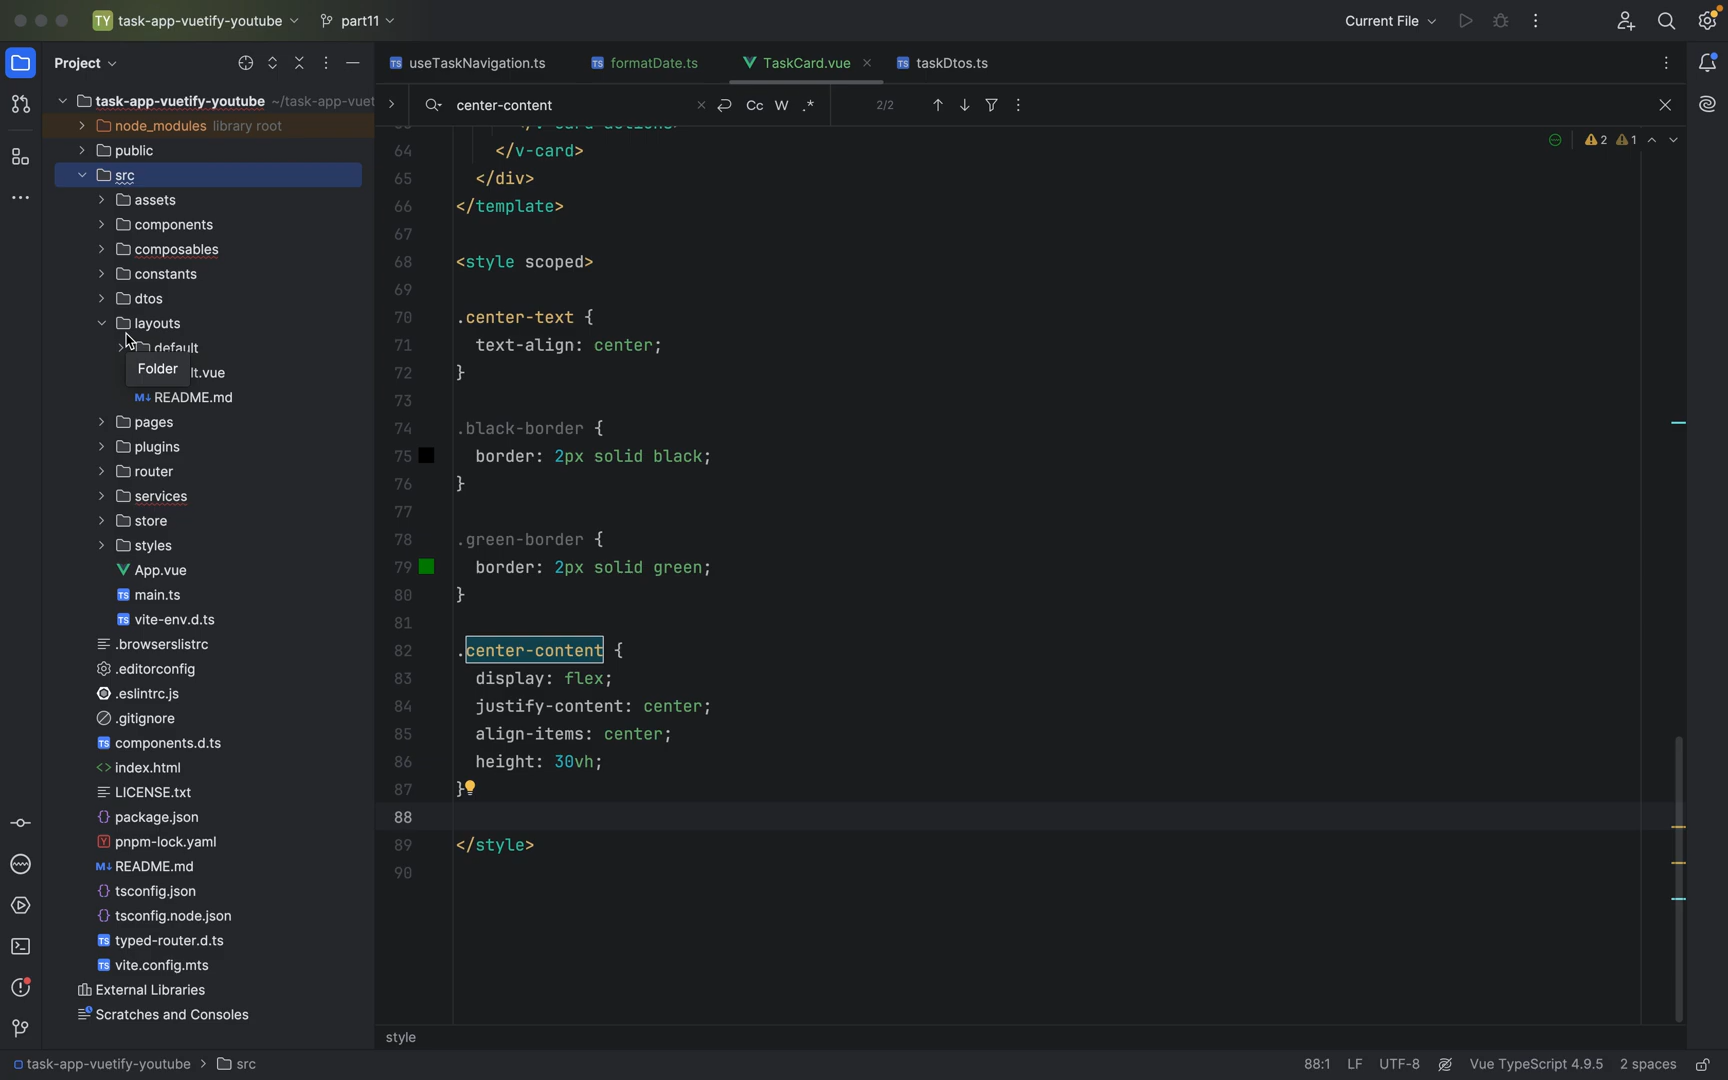 TY task-app-vuetify-youtube part11 Current File
Project
useTaskNavigation.ts formatDate.ts TaskCard.vue taskDtos.ts
task-app-vuetify-youtube ~/task-app-vuet
center-content Cc W .* 2/2
node_modules library root
public
src
assets
components
composables
constants
dtos
layouts
default
Folder lt.vue
M↓ README.md
pages
plugins
router
services
store
styles
App.vue
TS main.ts
TS vite-env.d.ts
.browserslistrc
.editorconfig
.eslintrc.js
.gitignore
TS components.d.ts
<> index.html
LICENSE.txt
{} package.json
Y pnpm-lock.yaml
M↓ README.md
{} tsconfig.json
{} tsconfig.node.json
TS typed-router.d.ts
TS vite.config.mts
External Libraries
Scratches and Consoles
2 1
64 </v-card>
65 </div>
66 </template>
67
68 <style scoped>
69
70 .center-text {
71 text-align: center;
72 }
73
74 .black-border {
75 border: 2px solid black;
76 }
77
78 .green-border {
79 border: 2px solid green;
80 }
81
82 .center-content {
83 display: flex;
84 justify-content: center;
85 align-items: center;
86 height: 30vh;
87 }
88
89 </style>
90
style
task-app-vuetify-youtube > src 88:1 LF UTF-8 Vue TypeScript 4.9.5 2 spaces